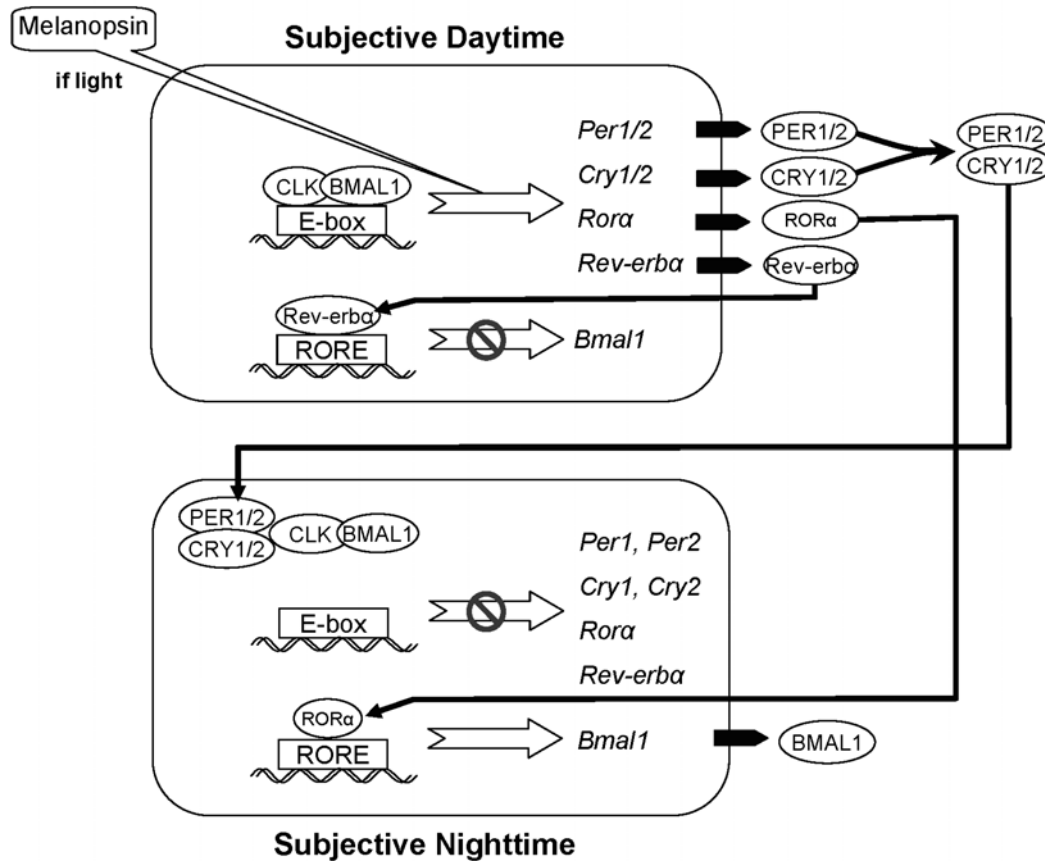 Melanopsin
Subjective Daytime
if light
Per1/2
PER1/2
PER1/2
CRY1/2
CLK
BMAL1
E-box
Cry1/2
CRY1/2
Rorα
RORα
Rev-erbα
Rev-erbα
Rev-erbα
RORE
Bmal1
PER1/2
CRY1/2
CLK
BMAL1
Per1, Per2
Cry1, Cry2
E-box
Rorα
Rev-erbα
RORα
RORE
Bmal1
BMAL1
Subjective Nighttime